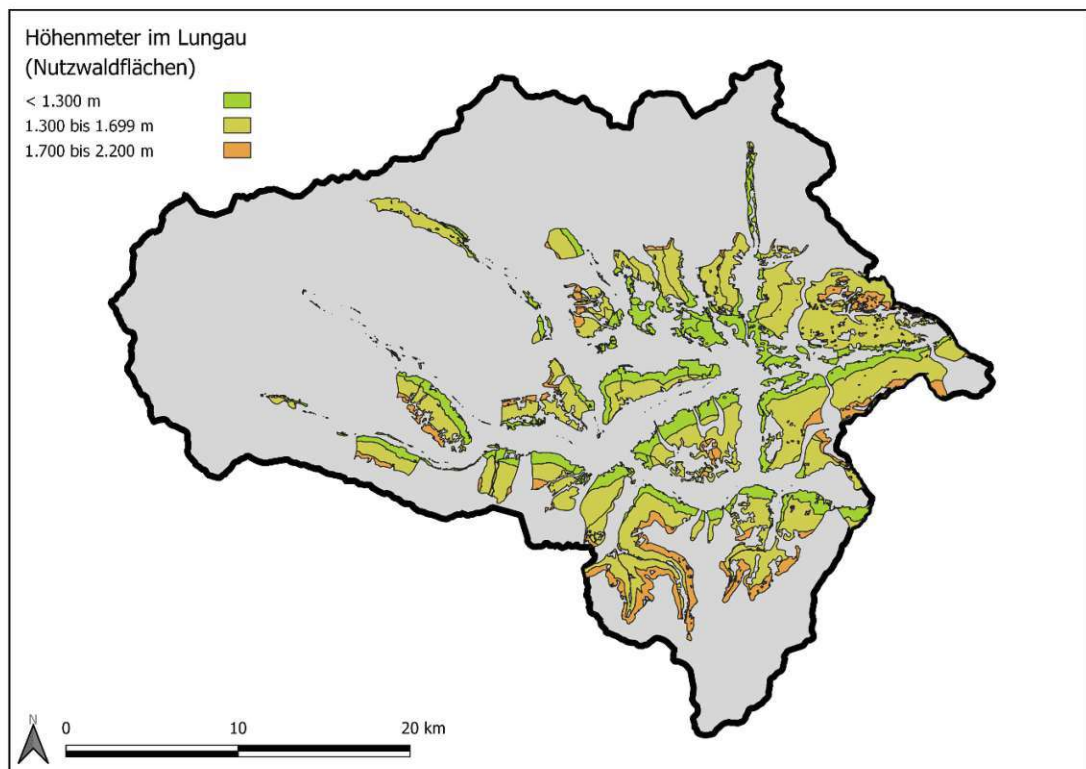 Höhenmeter im Lungau
(Nutzwaldflächen)
< 1.300 m
1.300 bis 1.699 m
1.700 bis 2.200 m
N
0 10 20 km